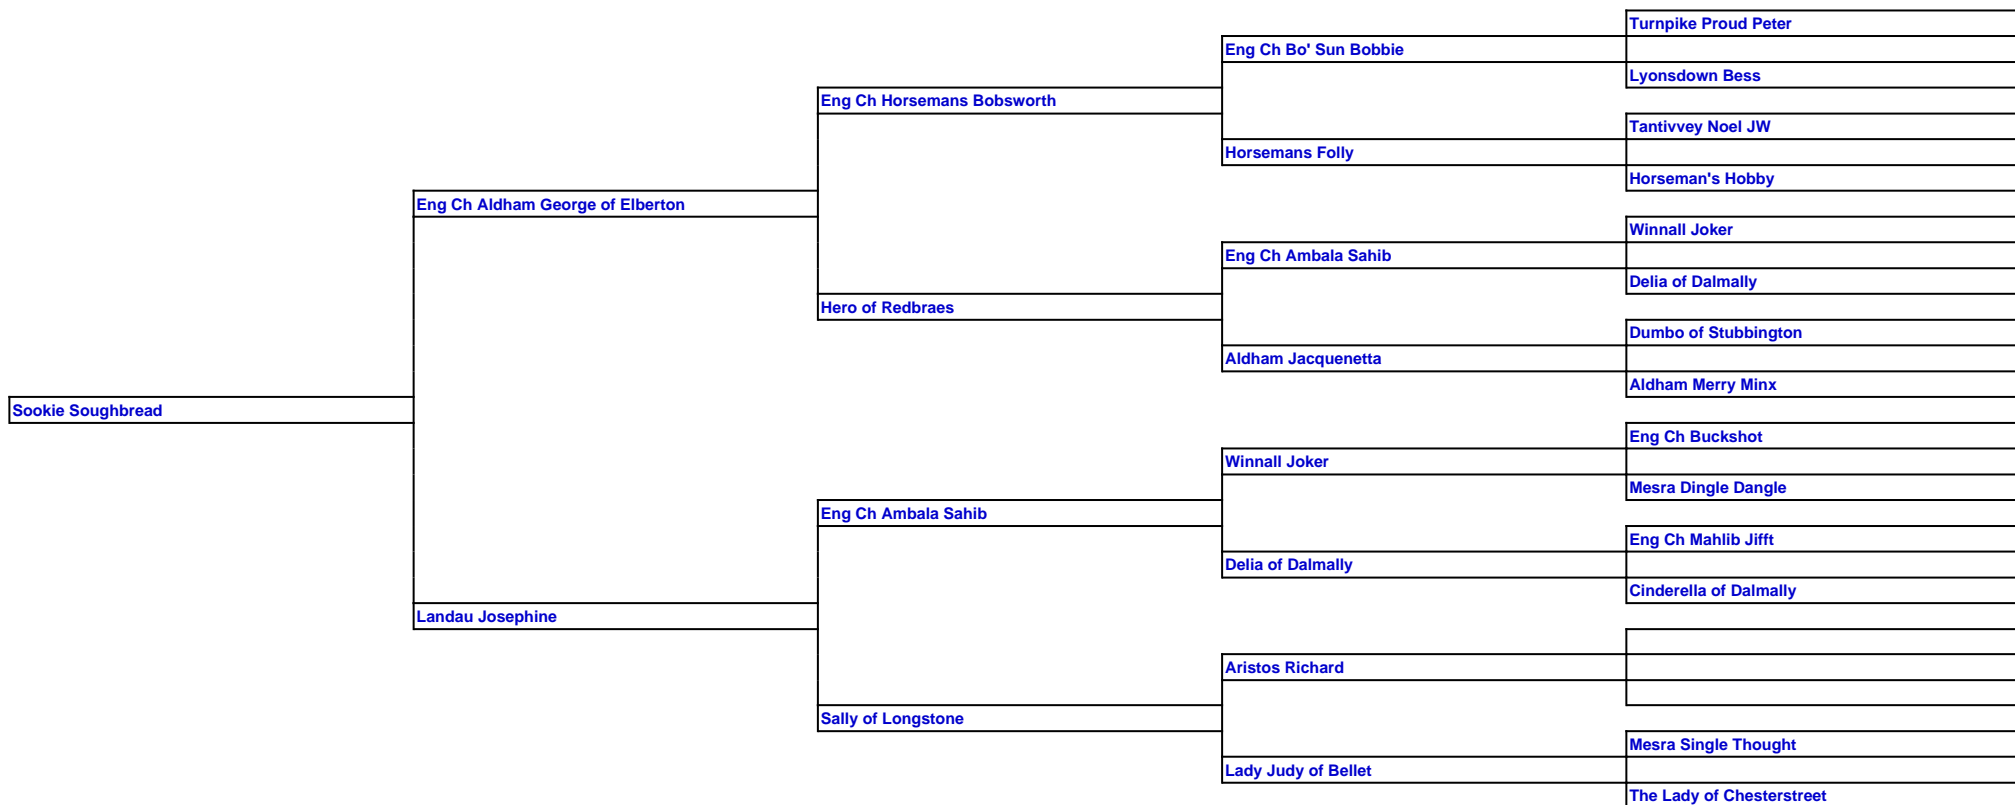 Turnpike Proud Peter
Eng Ch Bo' Sun Bobbie
Lyonsdown Bess
Eng Ch Horsemans Bobsworth
Tantivvey Noel JW
Horsemans Folly
Horseman's Hobby
Eng Ch Aldham George of Elberton
Winnall Joker
Eng Ch Ambala Sahib
Delia of Dalmally
Hero of Redbraes
Dumbo of Stubbington
Aldham Jacquenetta
Aldham Merry Minx
Sookie Soughbread
Eng Ch Buckshot
Winnall Joker
Mesra Dingle Dangle
Eng Ch Ambala Sahib
Eng Ch Mahlib Jifft
Delia of Dalmally
Cinderella of Dalmally
Landau Josephine
Aristos Richard
Sally of Longstone
Mesra Single Thought
Lady Judy of Bellet
The Lady of Chesterstreet